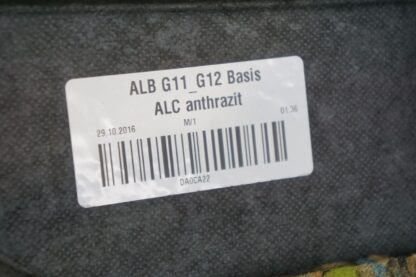 ALB G11_G12 Basis
ALC anthrazit
29.10.2016 M/1 01.36
DA0CA22